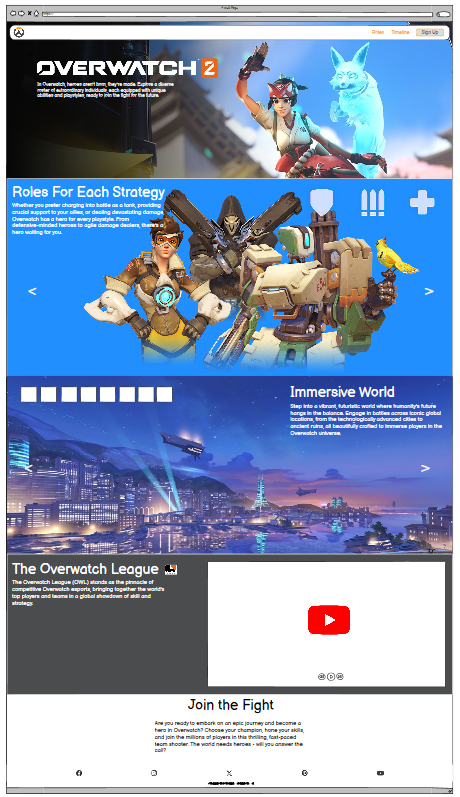 Roles Timeline Sign Up
OVERWATCH 2
In Overwatch, heroes aren't born, they're made. Explore a diverse
roster of extraordinary individuals, each equipped with unique
abilities and playstyles, ready to join the fight for the future.
Roles For Each Strategy
Whether you prefer charging into battle as a tank, providing
crucial support to your allies, or dealing devastating damage,
Overwatch has a hero for every playstyle. From
defensive-minded heroes to agile damage dealers, there's a
hero waiting for you.
< >
Immersive World
Step into a vibrant, futuristic world where humanity's future
hangs in the balance. Engage in battles across iconic global
locations, from the technologically advanced cities to
ancient ruins, all beautifully crafted to immerse players in the
Overwatch universe.
< >
The Overwatch League
The Overwatch League (OWL) stands as the pinnacle of
competitive Overwatch esports, bringing together the world's
top players and teams in a global showdown of skill and
strategy.
Join the Fight
Are you ready to embark on an epic journey and become a
hero in Overwatch? Choose your champion, hone your skills,
and join the millions of players in this thrilling, fast-paced
team shooter. The world needs heroes - will you answer the
call?